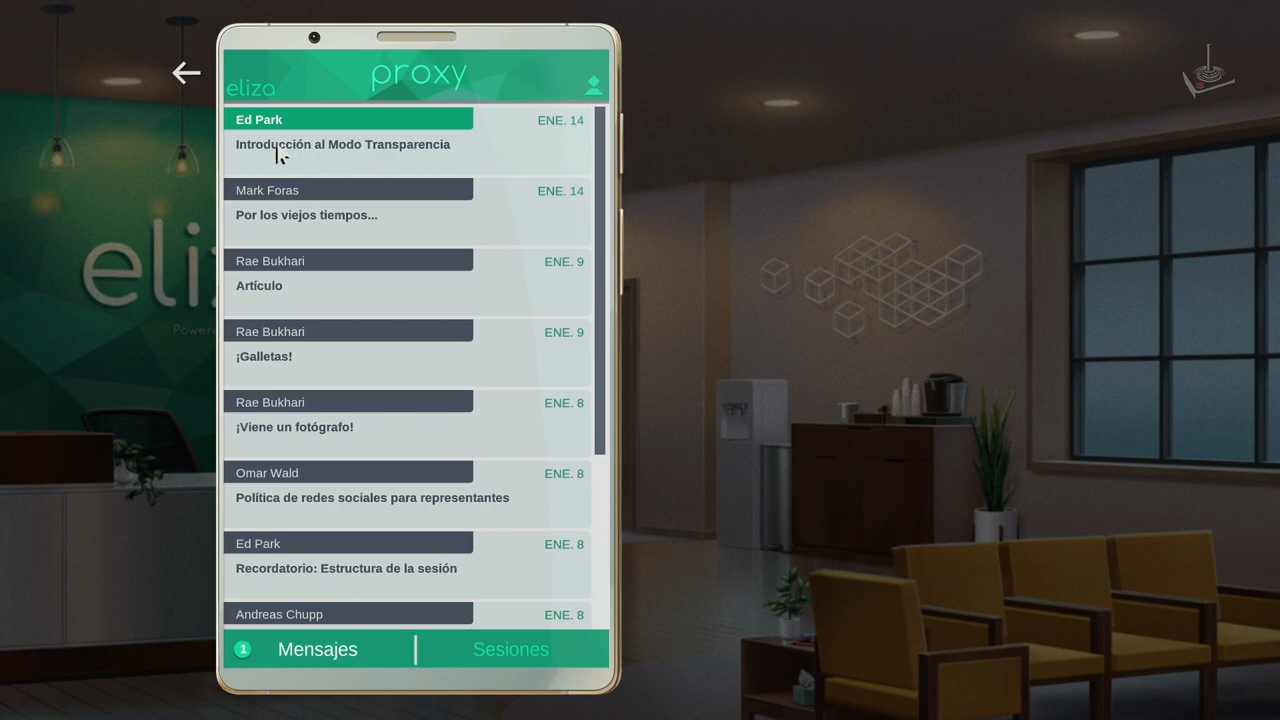 proxy
eliza
Ed Park
ENE. 14
Introducción al Modo Transparencia
Mark Foras
ENE. 14
Por los viejos tiempos...
Rae Bukhari
ENE. 9
Artículo
Rae Bukhari
ENE. 9
¡Galletas!
Rae Bukhari
ENE. 8
¡Viene un fotógrafo!
Omar Wald
ENE. 8
Política de redes sociales para representantes
Ed Park
ENE. 8
Recordatorio: Estructura de la sesión
Andreas Chupp
ENE. 8
1 Mensajes
Sesiones